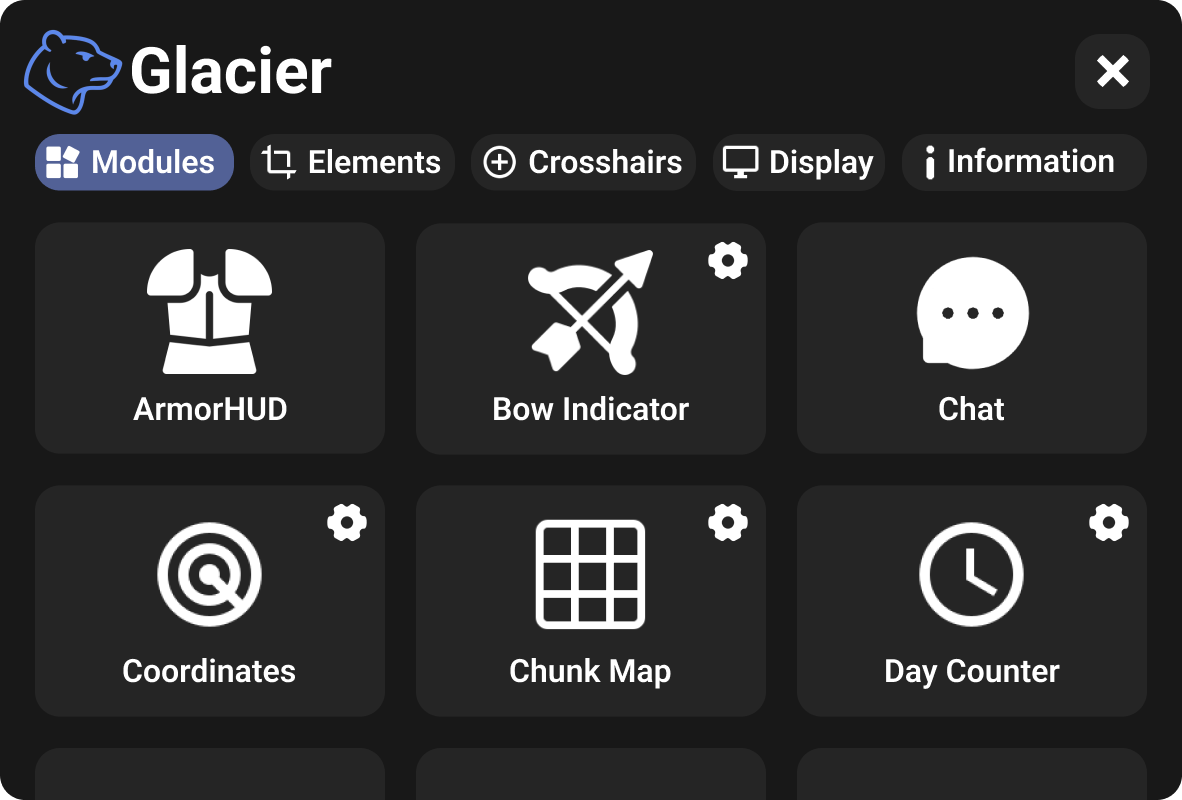 Glacier
Modules Elements Crosshairs Display Information
ArmorHUD Bow Indicator Chat
Coordinates Chunk Map Day Counter